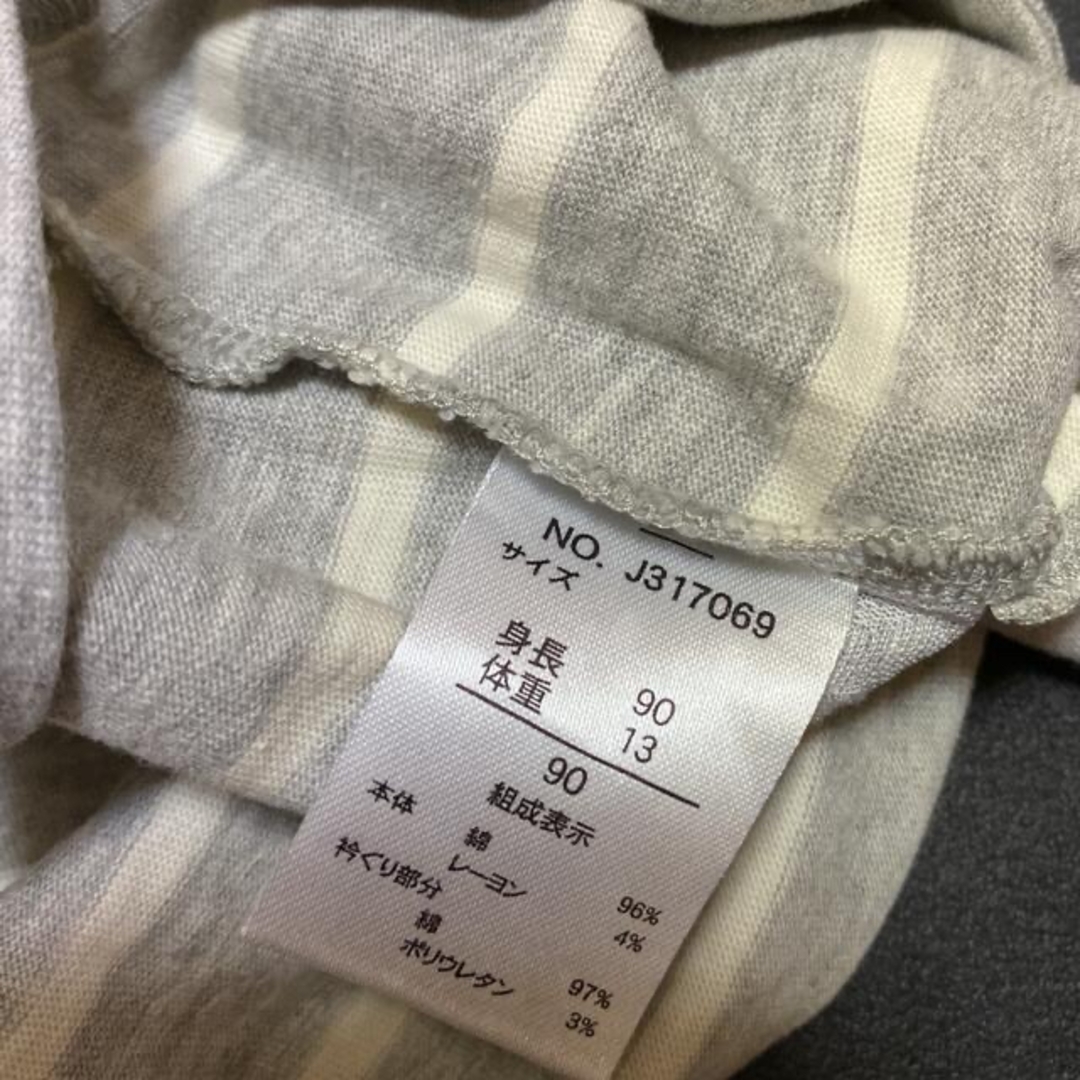 NO. J317069
サイズ
身長 90
体重 13
90
組成表示
本体
綿 96%
レーヨン 4%
衿ぐり部分
綿 97%
ポリウレタン 3%